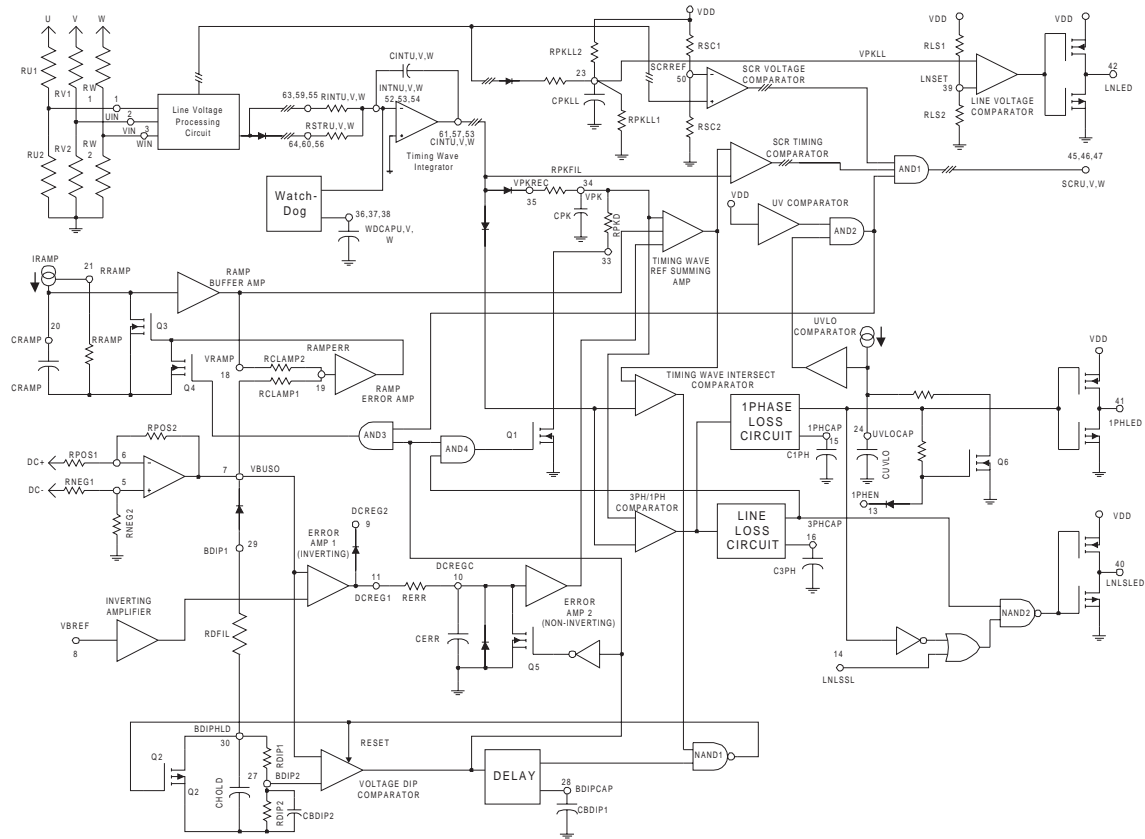 U V W
RU1
RV1
RW
1
RU2
RV2
RW
2
1
UIN
2
VIN
3
WIN
Line Voltage
Processing
Circuit
63,59,55
RINTU,V,W
RSTRU,V,W
64,60,56
CINTU,V,W
INTNU,V,W
52,53,54
61,57,53
CINTU,V,W
Timing Wave
Integrator
Watch-
Dog
36,37,38
WDCAPU,V,
W
RPKLL2
23
CPKLL
RPKLL1
VDD
RSC1
SCRREF
50
RSC2
SCR VOLTAGE
COMPARATOR
VPKLL
VDD
RLS1
LNSET
39
RLS2
LINE VOLTAGE
COMPARATOR
VDD
42
LNLED
RPKFIL
VPKREC
35
34
VPK
CPK
RPKD
33
SCR TIMING
COMPARATOR
AND1
45,46,47
SCRU,V,W
VDD
UV COMPARATOR
AND2
TIMING WAVE
REF SUMMING
AMP
IRAMP
21
RRAMP
RAMP
BUFFER AMP
20
CRAMP
CRAMP
RRAMP
Q3
Q4
VRAMP
18
RCLAMP2
RAMPERR
19
RCLAMP1
RAMP
ERROR AMP
UVLO
COMPARATOR
TIMING WAVE INTERSECT
COMPARATOR
1PHASE
LOSS
CIRCUIT
1PHCAP
15
C1PH
24
UVLOCAP
CUVLO
Q6
1PHEN
13
VDD
41
1PHLED
AND3
AND4
Q1
RPOS2
DC+
RPOS1
6
DC-
RNEG1
5
RNEG2
7
VBUSO
BDIP1
29
RDFIL
ERROR
AMP 1
(INVERTING)
DCREG2
9
11
DCREG1
RERR
DCREGC
10
CERR
ERROR
AMP 2
(NON-INVERTING)
Q5
3PH/1PH
COMPARATOR
LINE
LOSS
CIRCUIT
3PHCAP
16
C3PH
VDD
40
LNLSLED
NAND2
14
LNLSSL
INVERTING
AMPLIFIER
VBREF
8
BDIPHLD
30
Q2
Q2
CHOLD
27
RDIP1
BDIP2
RDIP2
CBDIP2
RESET
VOLTAGE DIP
COMPARATOR
DELAY
28
BDIPCAP
CBDIP1
NAND1